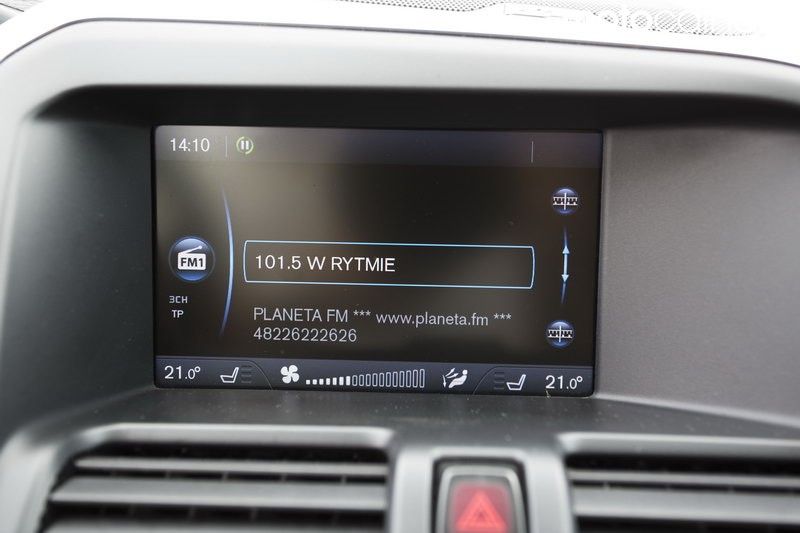 14:10
FM1
101.5 W RYTMIE
3CH
TP
PLANETA FM *** www.planeta.fm ***
48226222626
21.0°
21.0°